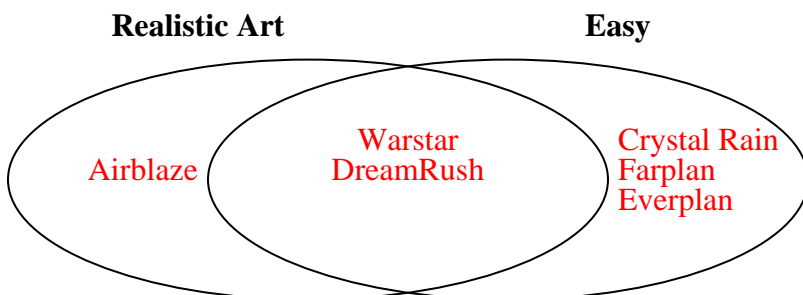 Realistic Art Easy
Airblaze
Warstar
DreamRush
Crystal Rain
Farplan
Everplan